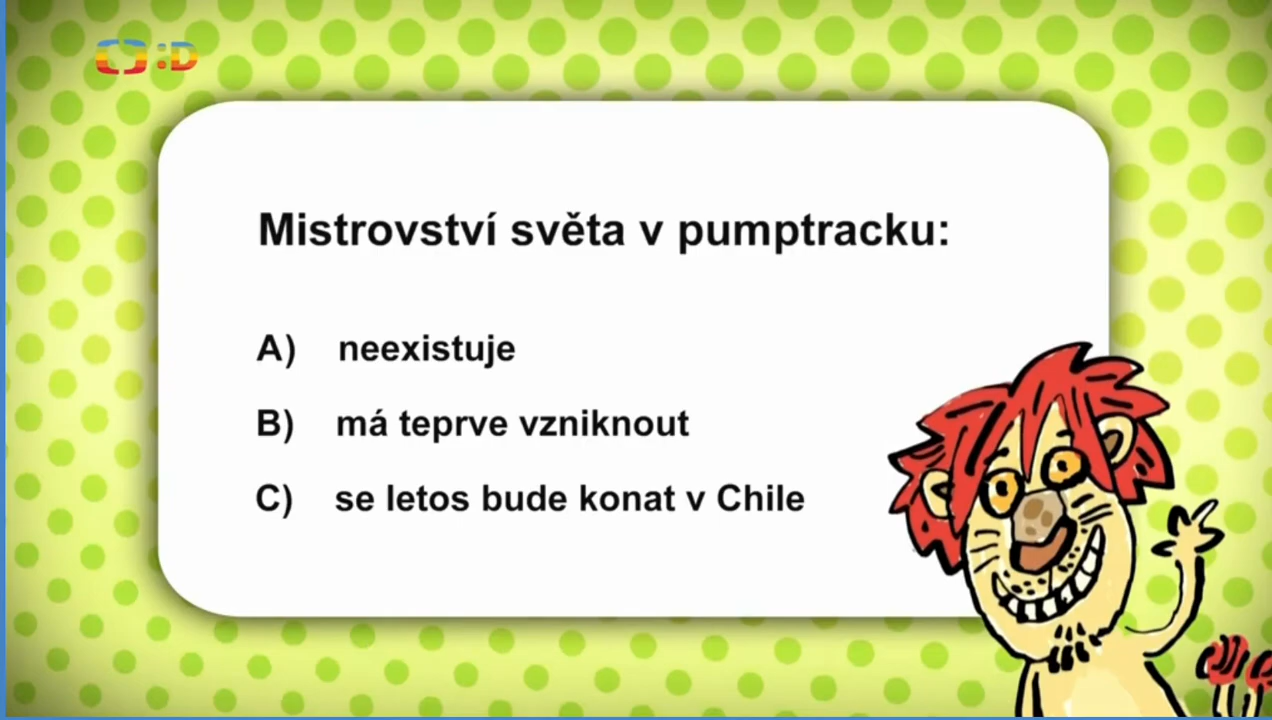 :D
Mistrovství světa v pumptracku:
A) neexistuje
B) má teprve vzniknout
C) se letos bude konat v Chile